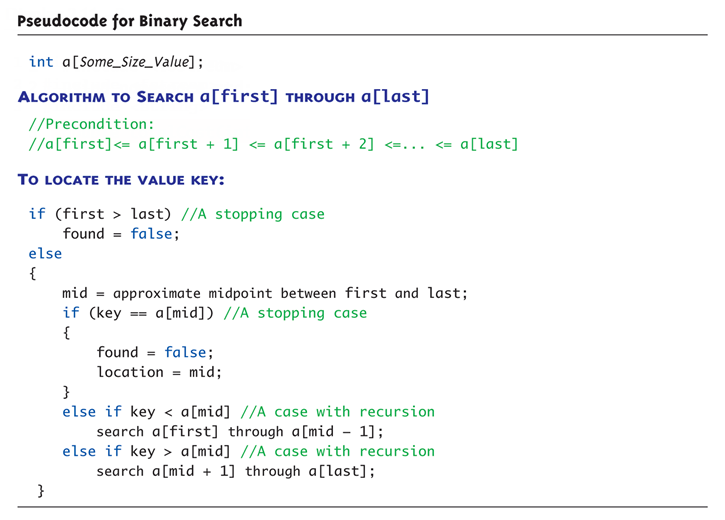 Pseudocode for Binary Search
int a[Some_Size_Value];
ALGORITHM TO SEARCH a[first] THROUGH a[last]
//Precondition:
//a[first]<= a[first + 1] <= a[first + 2] <=... <= a[last]
TO LOCATE THE VALUE KEY:
if (first > last) //A stopping case
    found = false;
else
{
    mid = approximate midpoint between first and last;
    if (key == a[mid]) //A stopping case
    {
        found = false;
        location = mid;
    }
    else if key < a[mid] //A case with recursion
        search a[first] through a[mid − 1];
    else if key > a[mid] //A case with recursion
        search a[mid + 1] through a[last];
}